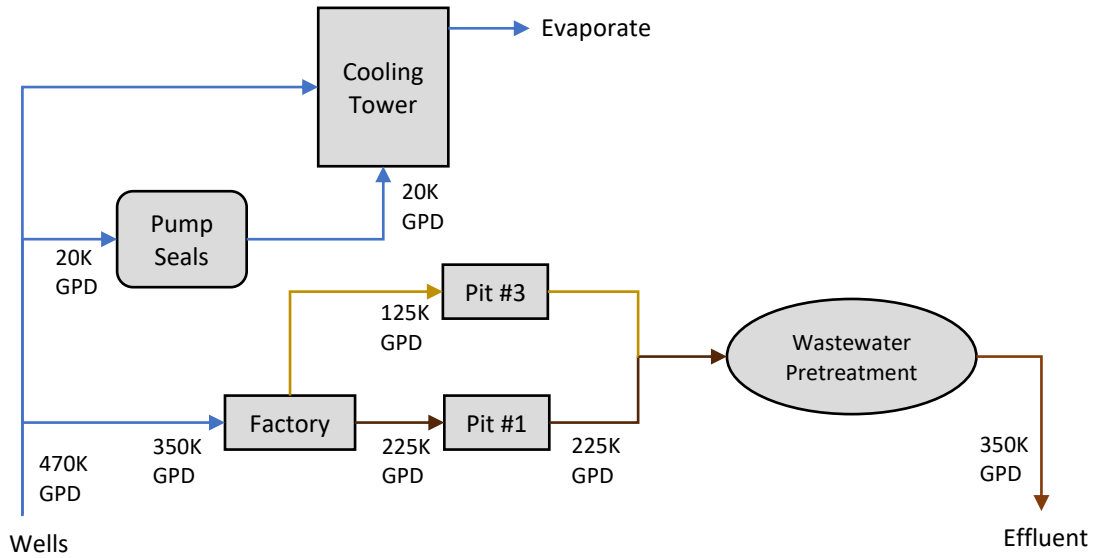 Evaporate
Cooling
Tower
20K
GPD
Pump
Seals
20K
GPD
Pit #3
125K
GPD
Wastewater
Pretreatment
Factory
Pit #1
350K
GPD
225K
GPD
225K
GPD
350K
GPD
470K
GPD
Wells
Effluent